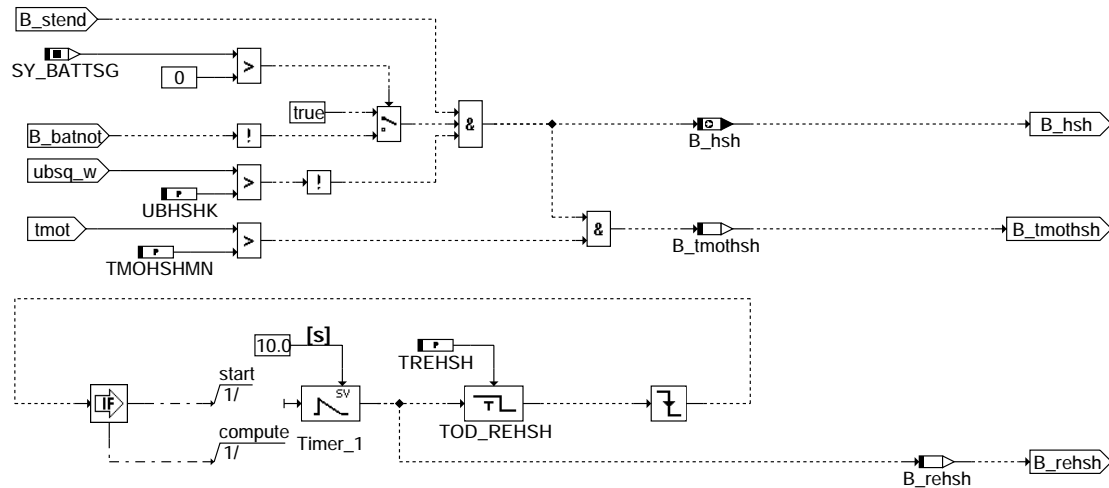 B_stend
SY_BATTSG
>
0
true
B_batnot
!
&
B_hsh
B_hsh
ubsq_w
>
!
P
UBHSHK
tmot
>
&
B_tmothsh
B_tmothsh
P
TMOHSHMN
10.0
[s]
P
TREHSH
IF
start
1/
SV
T
compute
1/
Timer_1
TOD_REHSH
B_rehsh
B_rehsh